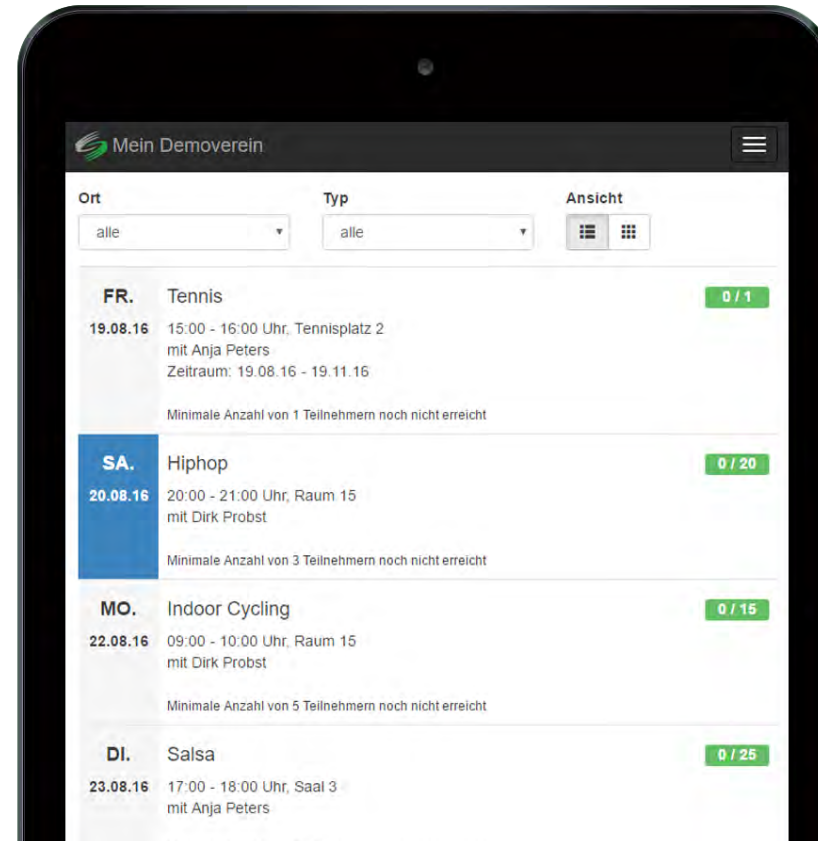 Mein Demoverein
Ort Typ Ansicht
alle alle
FR. Tennis 0 / 1
19.08.16 15:00 - 16:00 Uhr, Tennisplatz 2
mit Anja Peters
Zeitraum: 19.08.16 - 19.11.16
Minimale Anzahl von 1 Teilnehmern noch nicht erreicht
SA. Hiphop 0 / 20
20.08.16 20:00 - 21:00 Uhr, Raum 15
mit Dirk Probst
Minimale Anzahl von 3 Teilnehmern noch nicht erreicht
MO. Indoor Cycling 0 / 15
22.08.16 09:00 - 10:00 Uhr, Raum 15
mit Dirk Probst
Minimale Anzahl von 5 Teilnehmern noch nicht erreicht
DI. Salsa 0 / 25
23.08.16 17:00 - 18:00 Uhr, Saal 3
mit Anja Peters